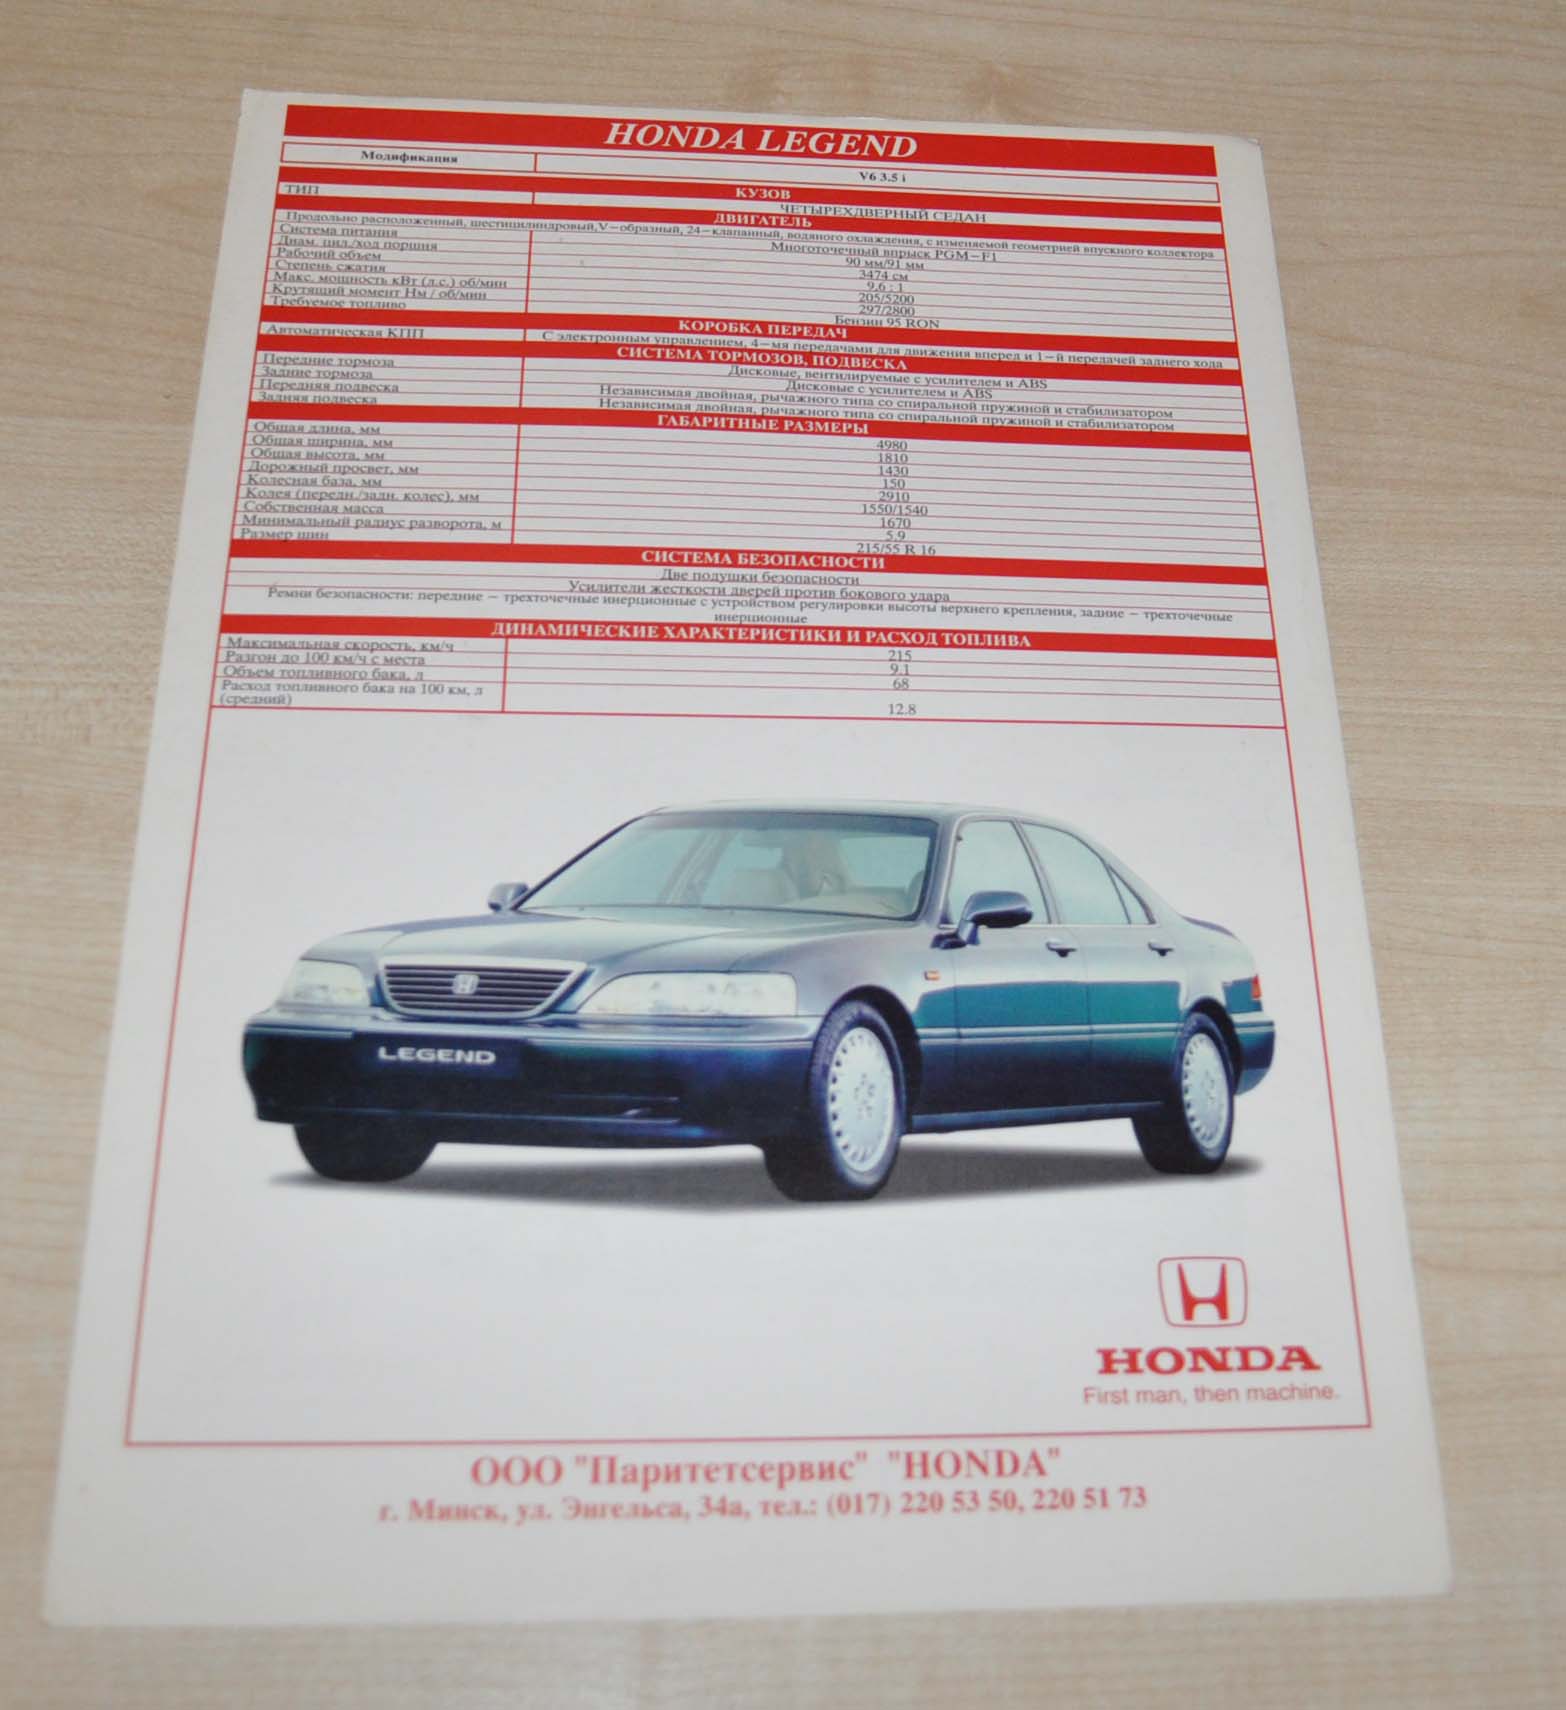 HONDA LEGEND
Модификация V6 3.5 i
КУЗОВ
ТИП ЧЕТЫРЕХДВЕРНЫЙ СЕДАН
ДВИГАТЕЛЬ
Продольно расположенный, шестицилиндровый,V-образный, 24-клапанный, водяного охлаждения, с изменяемой геометрией впускного коллектора
Система питания Многоточечный впрыск PGM-F1
Диам. цил./ход поршня 90 мм/91 мм
Рабочий объем 3474 см
Степень сжатия 9,6 : 1
Макс. мощность кВт (л.с.) об/мин 205/5200
Крутящий момент Нм / об/мин 297/2800
Требуемое топливо Бензин 95 RON
КОРОБКА ПЕРЕДАЧ
Автоматическая КПП С электронным управлением, 4-мя передачами для движения вперед и 1-й передачей заднего хода
СИСТЕМА ТОРМОЗОВ, ПОДВЕСКА
Передние тормоза Дисковые, вентилируемые с усилителем и ABS
Задние тормоза Дисковые с усилителем и ABS
Передняя подвеска Независимая двойная, рычажного типа со спиральной пружиной и стабилизатором
Задняя подвеска Независимая двойная, рычажного типа со спиральной пружиной и стабилизатором
ГАБАРИТНЫЕ РАЗМЕРЫ
Общая длина, мм 4980
Общая ширина, мм 1810
Общая высота, мм 1430
Дорожный просвет, мм 150
Колесная база, мм 2910
Колея (передн./задн. колес), мм 1550/1540
Собственная масса 1670
Минимальный радиус разворота, м 5.9
Размер шин 215/55 R 16
СИСТЕМА БЕЗОПАСНОСТИ
Две подушки безопасности
Усилители жесткости дверей против бокового удара
Ремни безопасности: передние - трехточечные инерционные с устройством регулировки высоты верхнего крепления, задние - трехточечные
инерционные
ДИНАМИЧЕСКИЕ ХАРАКТЕРИСТИКИ И РАСХОД ТОПЛИВА
Максимальная скорость, км/ч 215
Разгон до 100 км/ч с места 9.1
Объем топливного бака, л 68
Расход топливного бака на 100 км, л
(средний) 12.8
LEGEND
HONDA
First man, then machine.
ООО "Паритетсервис" "HONDA"
г. Минск, ул. Энгельса, 34а, тел.: (017) 220 53 50, 220 51 73